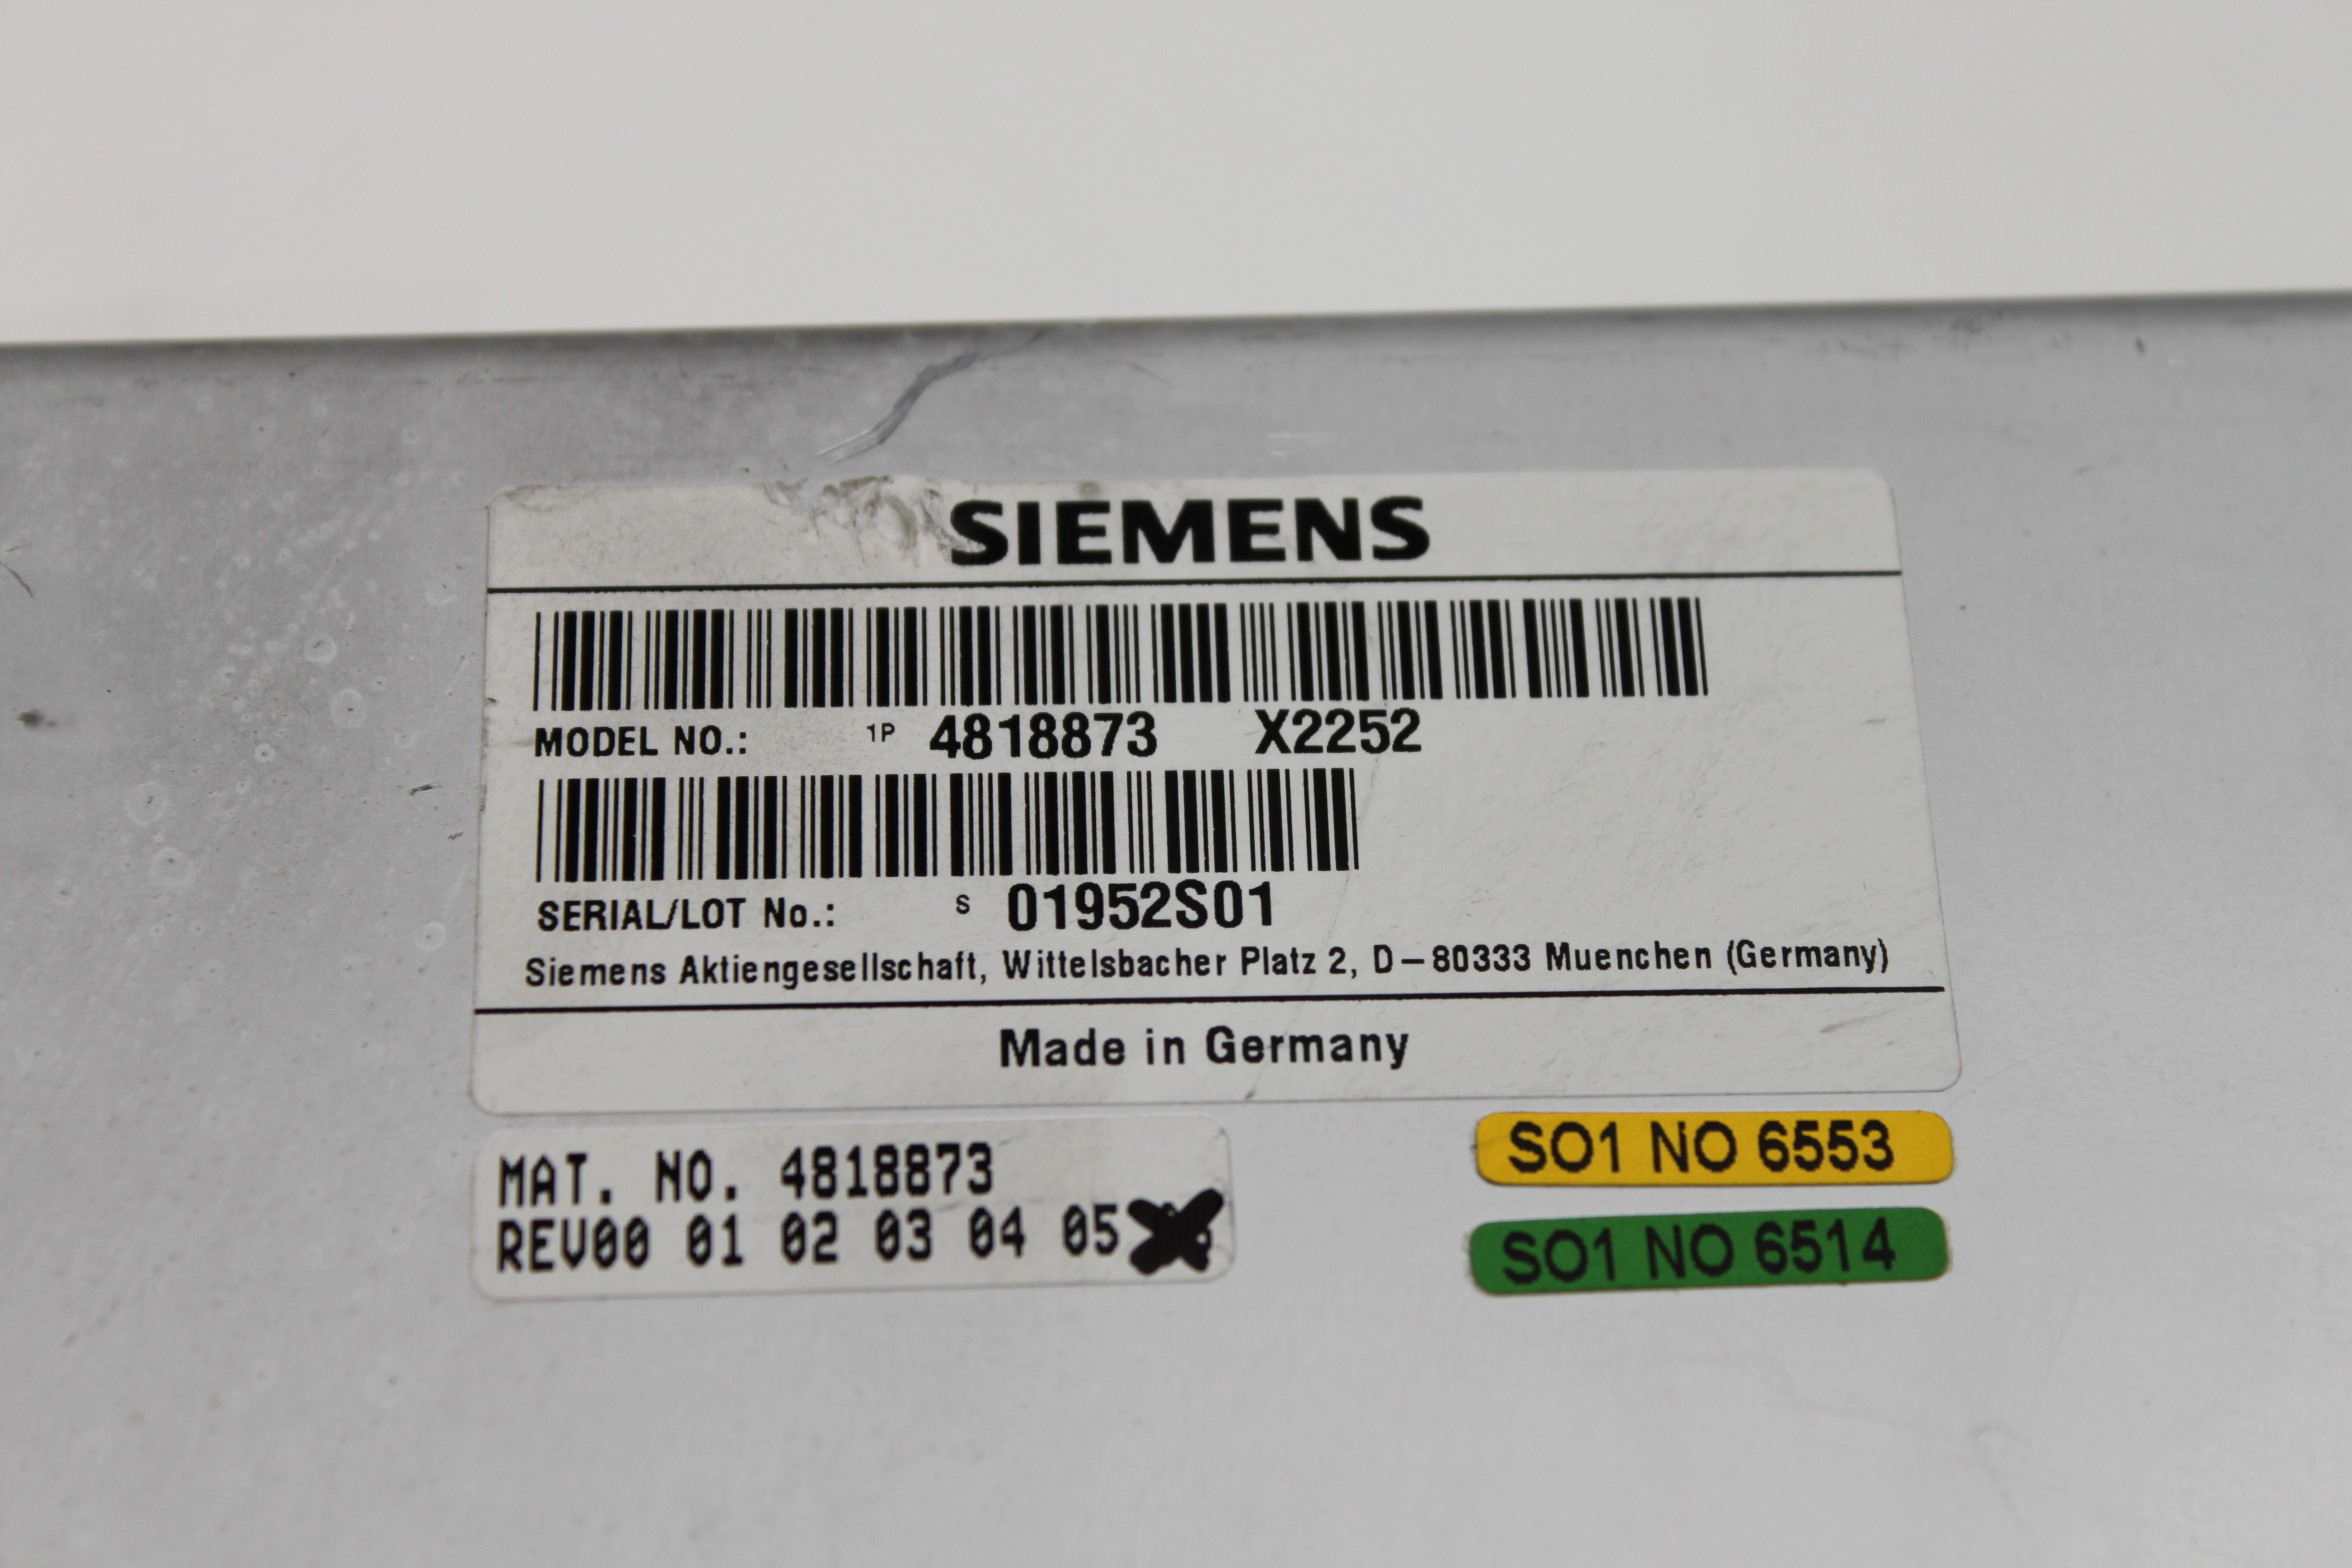 SIEMENS
MODEL NO.: 1P 4818873 X2252
SERIAL/LOT No.: S 01952S01
Siemens Aktiengesellschaft, Wittelsbacher Platz 2, D-80333 Muenchen (Germany)
Made in Germany
MAT. NO. 4818873
REV00 01 02 03 04 05
SO1 NO 6553
SO1 NO 6514